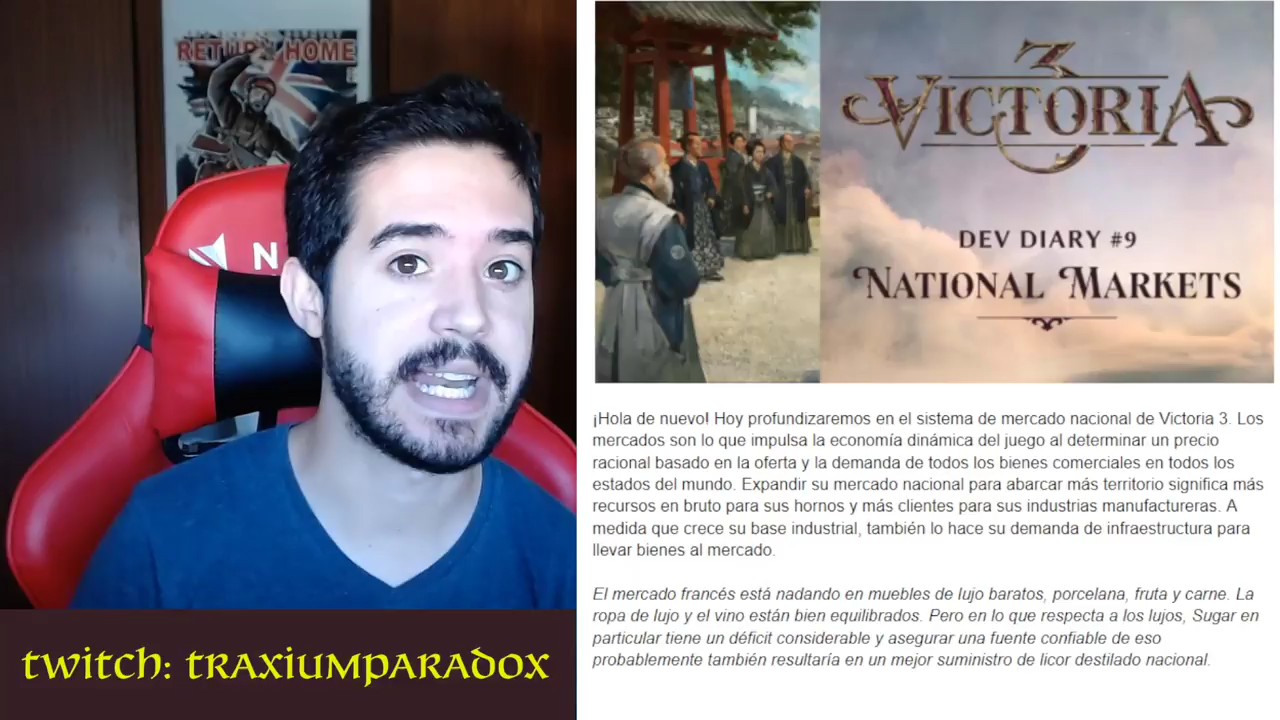 RETURN HOME
N
twitch: TRAXIUMPARADOX
VICTORIA
3
DEV DIARY #9
NATIONAL MARKETS
¡Hola de nuevo! Hoy profundizaremos en el sistema de mercado nacional de Victoria 3. Los
mercados son lo que impulsa la economía dinámica del juego al determinar un precio
racional basado en la oferta y la demanda de todos los bienes comerciales en todos los
estados del mundo. Expandir su mercado nacional para abarcar más territorio significa más
recursos en bruto para sus hornos y más clientes para sus industrias manufactureras. A
medida que crece su base industrial, también lo hace su demanda de infraestructura para
llevar bienes al mercado.
El mercado francés está nadando en muebles de lujo baratos, porcelana, fruta y carne. La
ropa de lujo y el vino están bien equilibrados. Pero en lo que respecta a los lujos, Sugar en
particular tiene un déficit considerable y asegurar una fuente confiable de eso
probablemente también resultaría en un mejor suministro de licor destilado nacional.